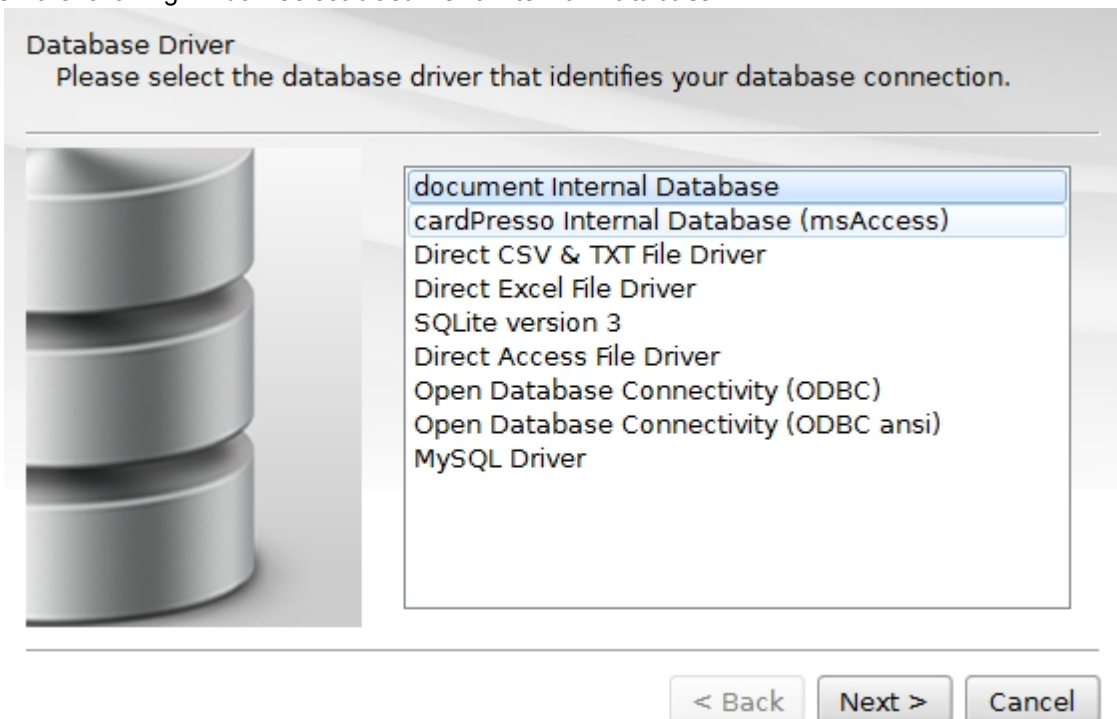 Database Driver
Please select the database driver that identifies your database connection.
document Internal Database
cardPresso Internal Database (msAccess)
Direct CSV & TXT File Driver
Direct Excel File Driver
SQLite version 3
Direct Access File Driver
Open Database Connectivity (ODBC)
Open Database Connectivity (ODBC ansi)
MySQL Driver
< Back Next > Cancel